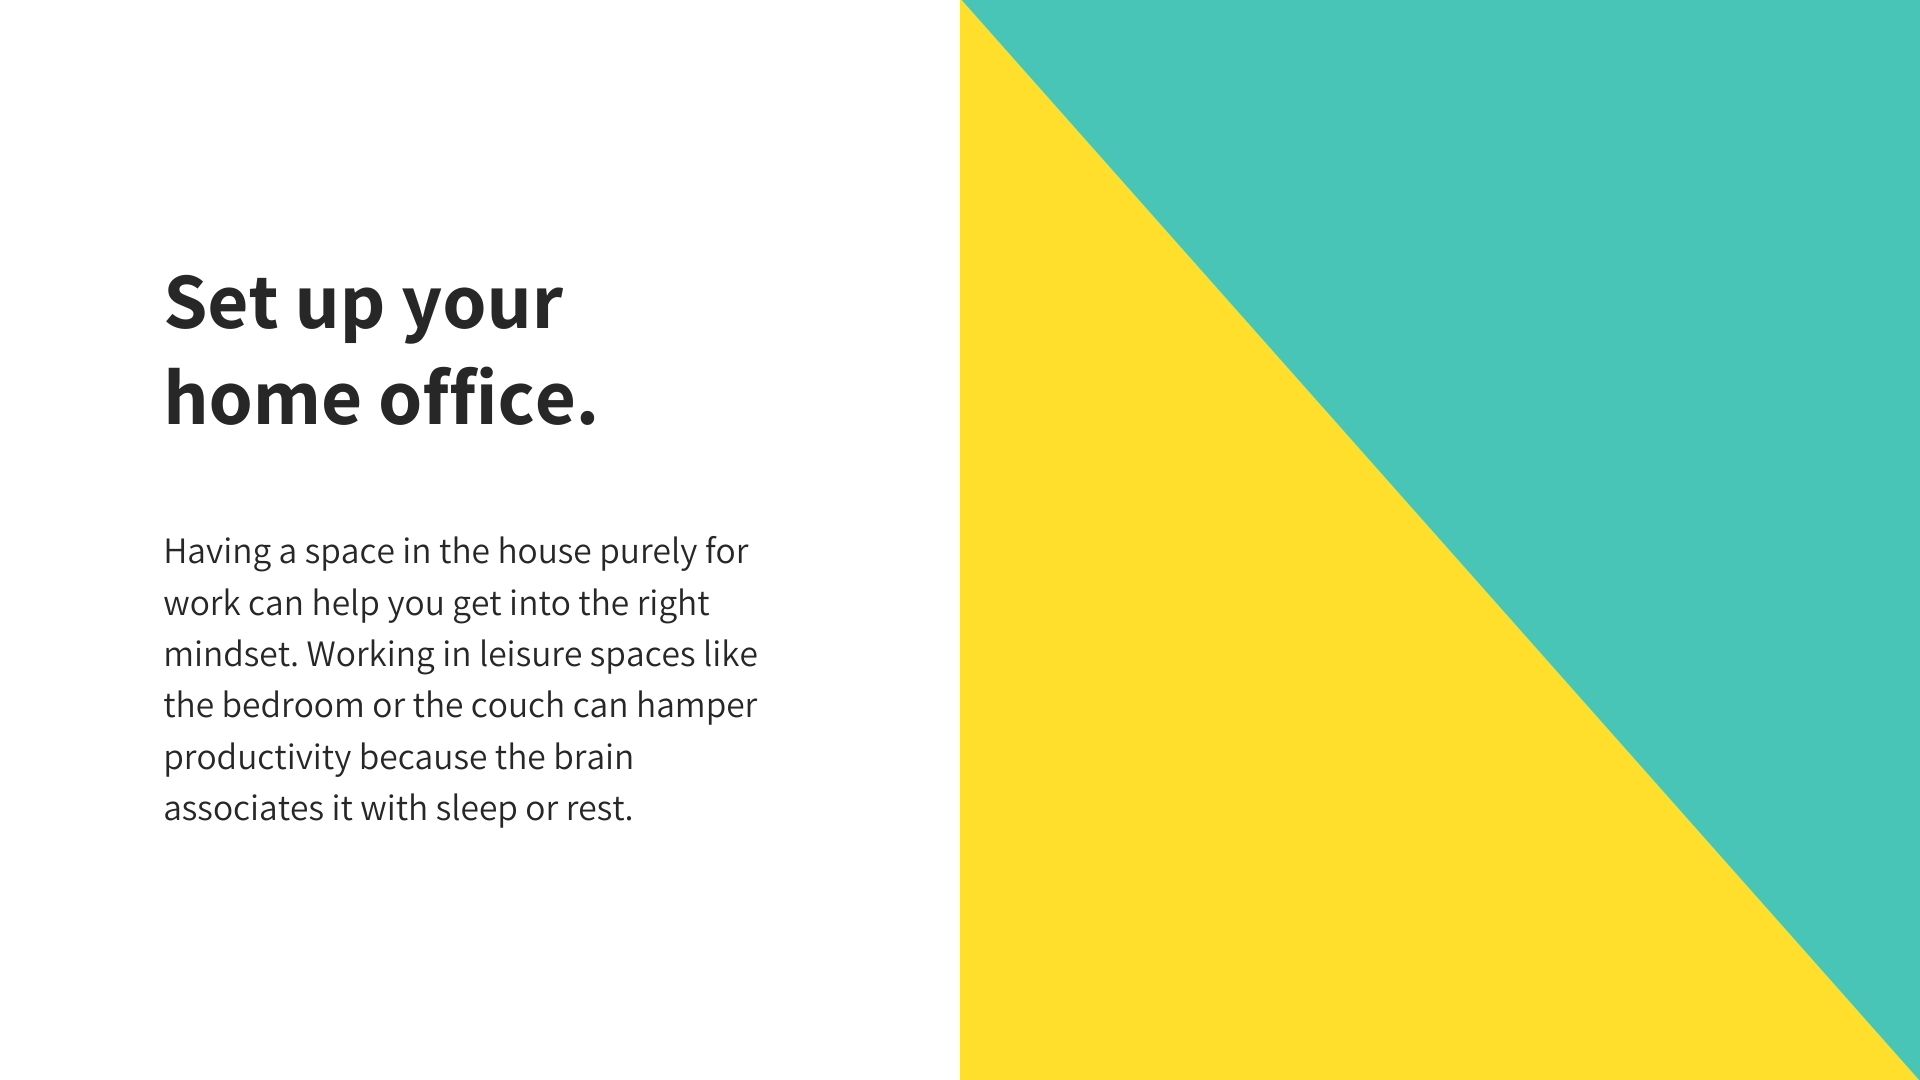 Set up your
home office.
Having a space in the house purely for
work can help you get into the right
mindset. Working in leisure spaces like
the bedroom or the couch can hamper
productivity because the brain
associates it with sleep or rest.